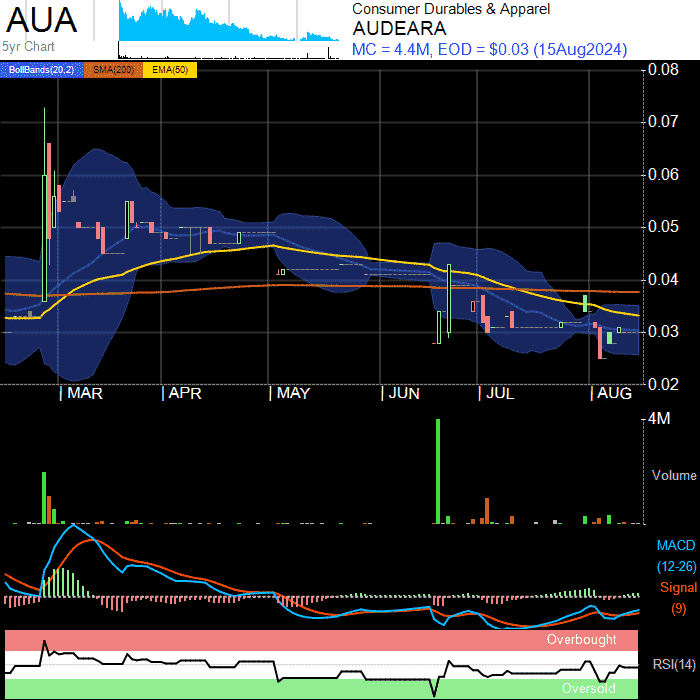 AUA
5yr Chart
Consumer Durables & Apparel
AUDEARA
MC = 4.4M, EOD = $0.03 (15Aug2024)
BollBands(20,2) SMA(200) EMA(50)
0.08
0.07
0.06
0.05
0.04
0.03
0.02
MAR APR MAY JUN JUL AUG
4M
Volume
MACD
(12-26)
Signal
(9)
Overbought
RSI(14)
Oversold